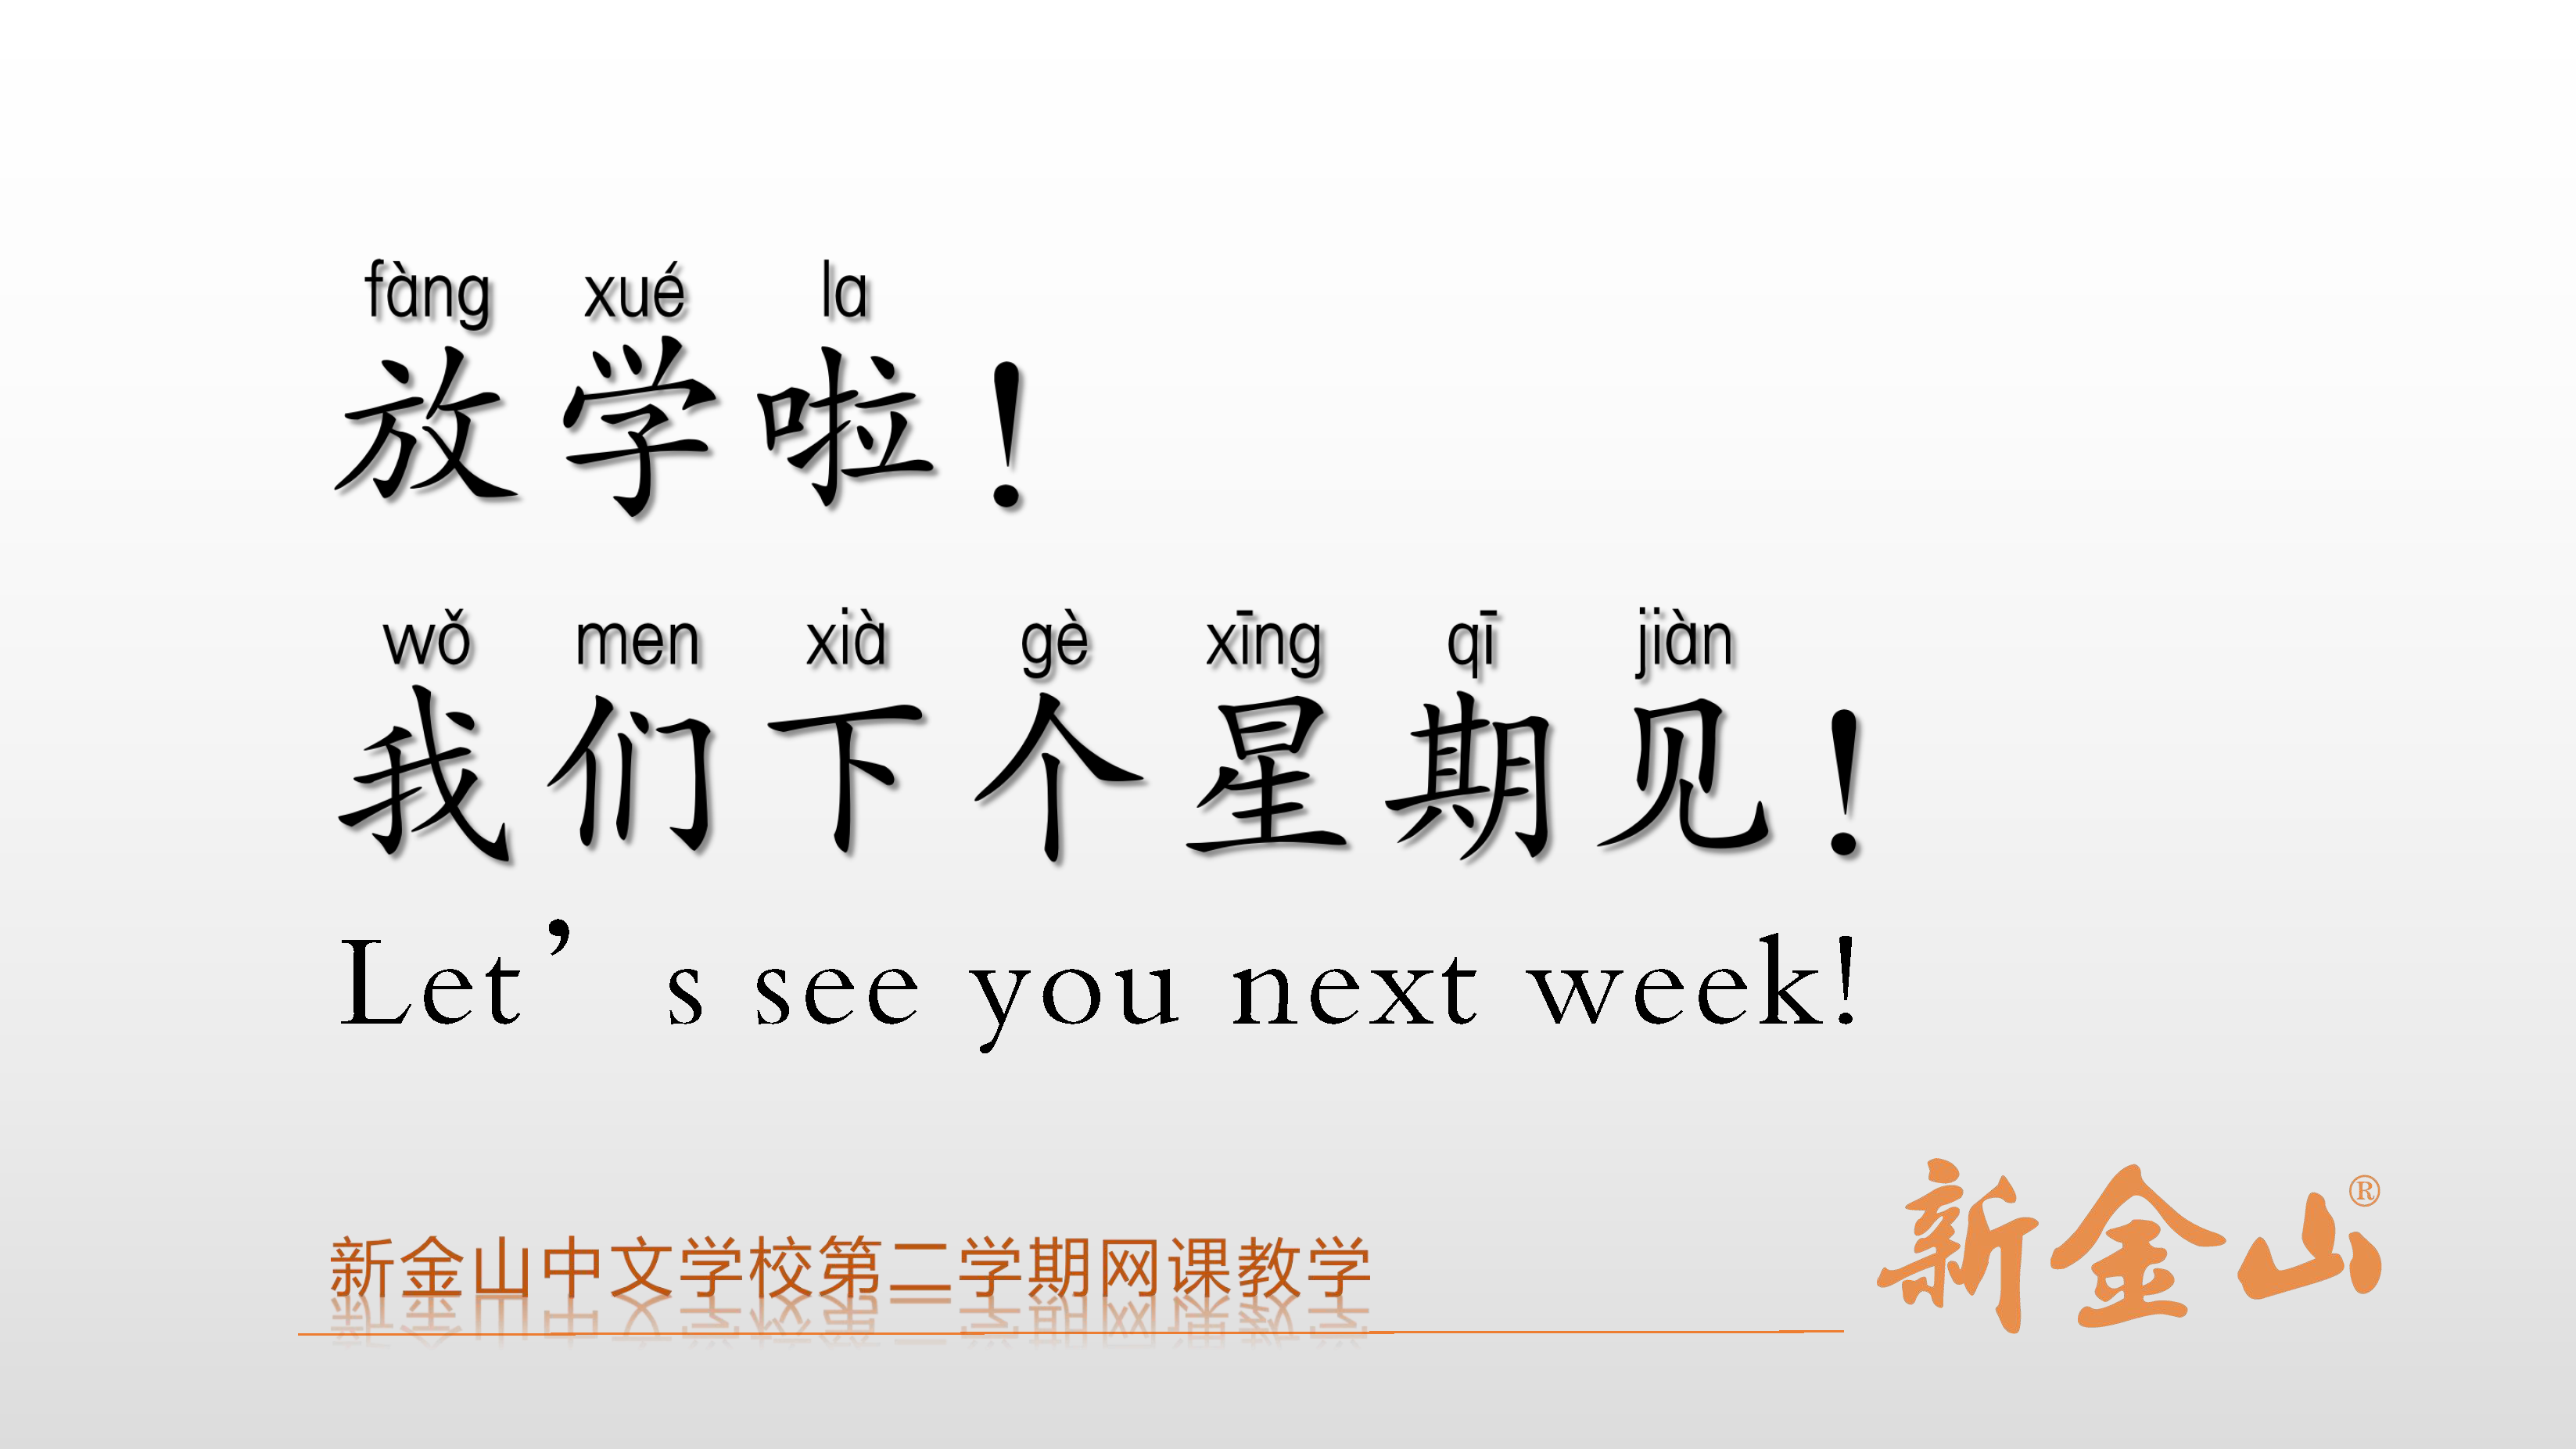 fàng xué la
放学啦！
wǒ men xià gè xīng qī jiàn
我们下个星期见！
Let’s see you next week!
新金山中文学校第二学期网课教学
新金山®